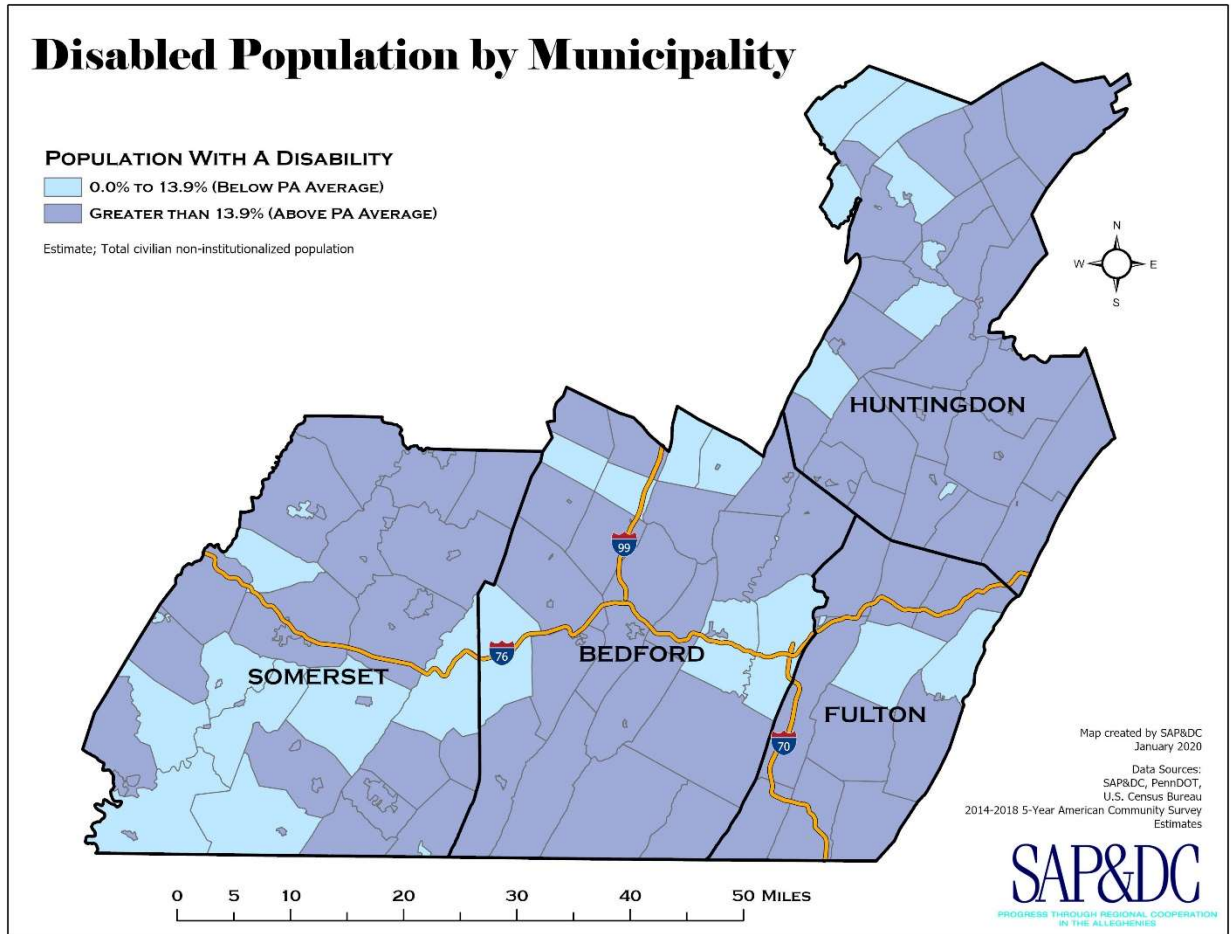 Disabled Population by Municipality
POPULATION WITH A DISABILITY
0.0% TO 13.9% (BELOW PA AVERAGE)
GREATER THAN 13.9% (ABOVE PA AVERAGE)
Estimate; Total civilian non-institutionalized population
N
W E
S
HUNTINGDON
99
76
BEDFORD
SOMERSET
FULTON
70
Map created by SAP&DC
January 2020
Data Sources:
SAP&DC, PennDOT,
U.S. Census Bureau
2014-2018 5-Year American Community Survey
Estimates
SAP&DC
PROGRESS THROUGH REGIONAL COOPERATION
IN THE ALLEGHENIES
0 5 10 20 30 40 50 MILES